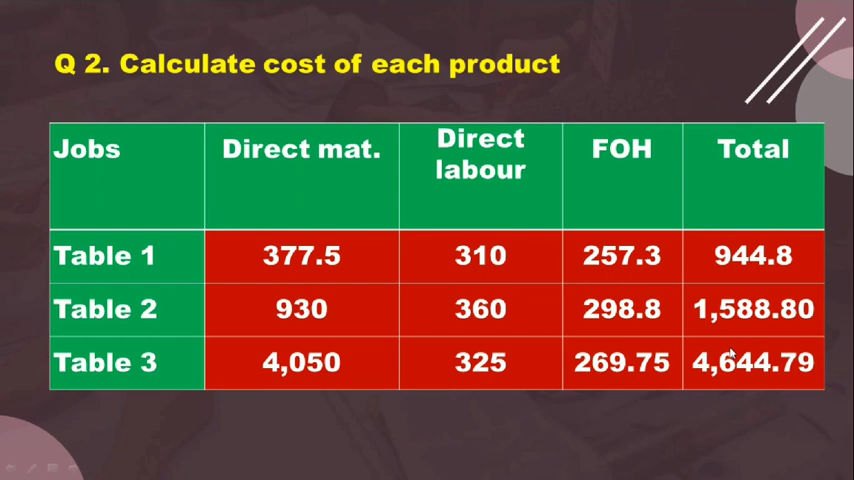 Q 2. Calculate cost of each product
Jobs Direct mat. Direct labour FOH Total
Table 1 377.5 310 257.3 944.8
Table 2 930 360 298.8 1,588.80
Table 3 4,050 325 269.75 4,644.79